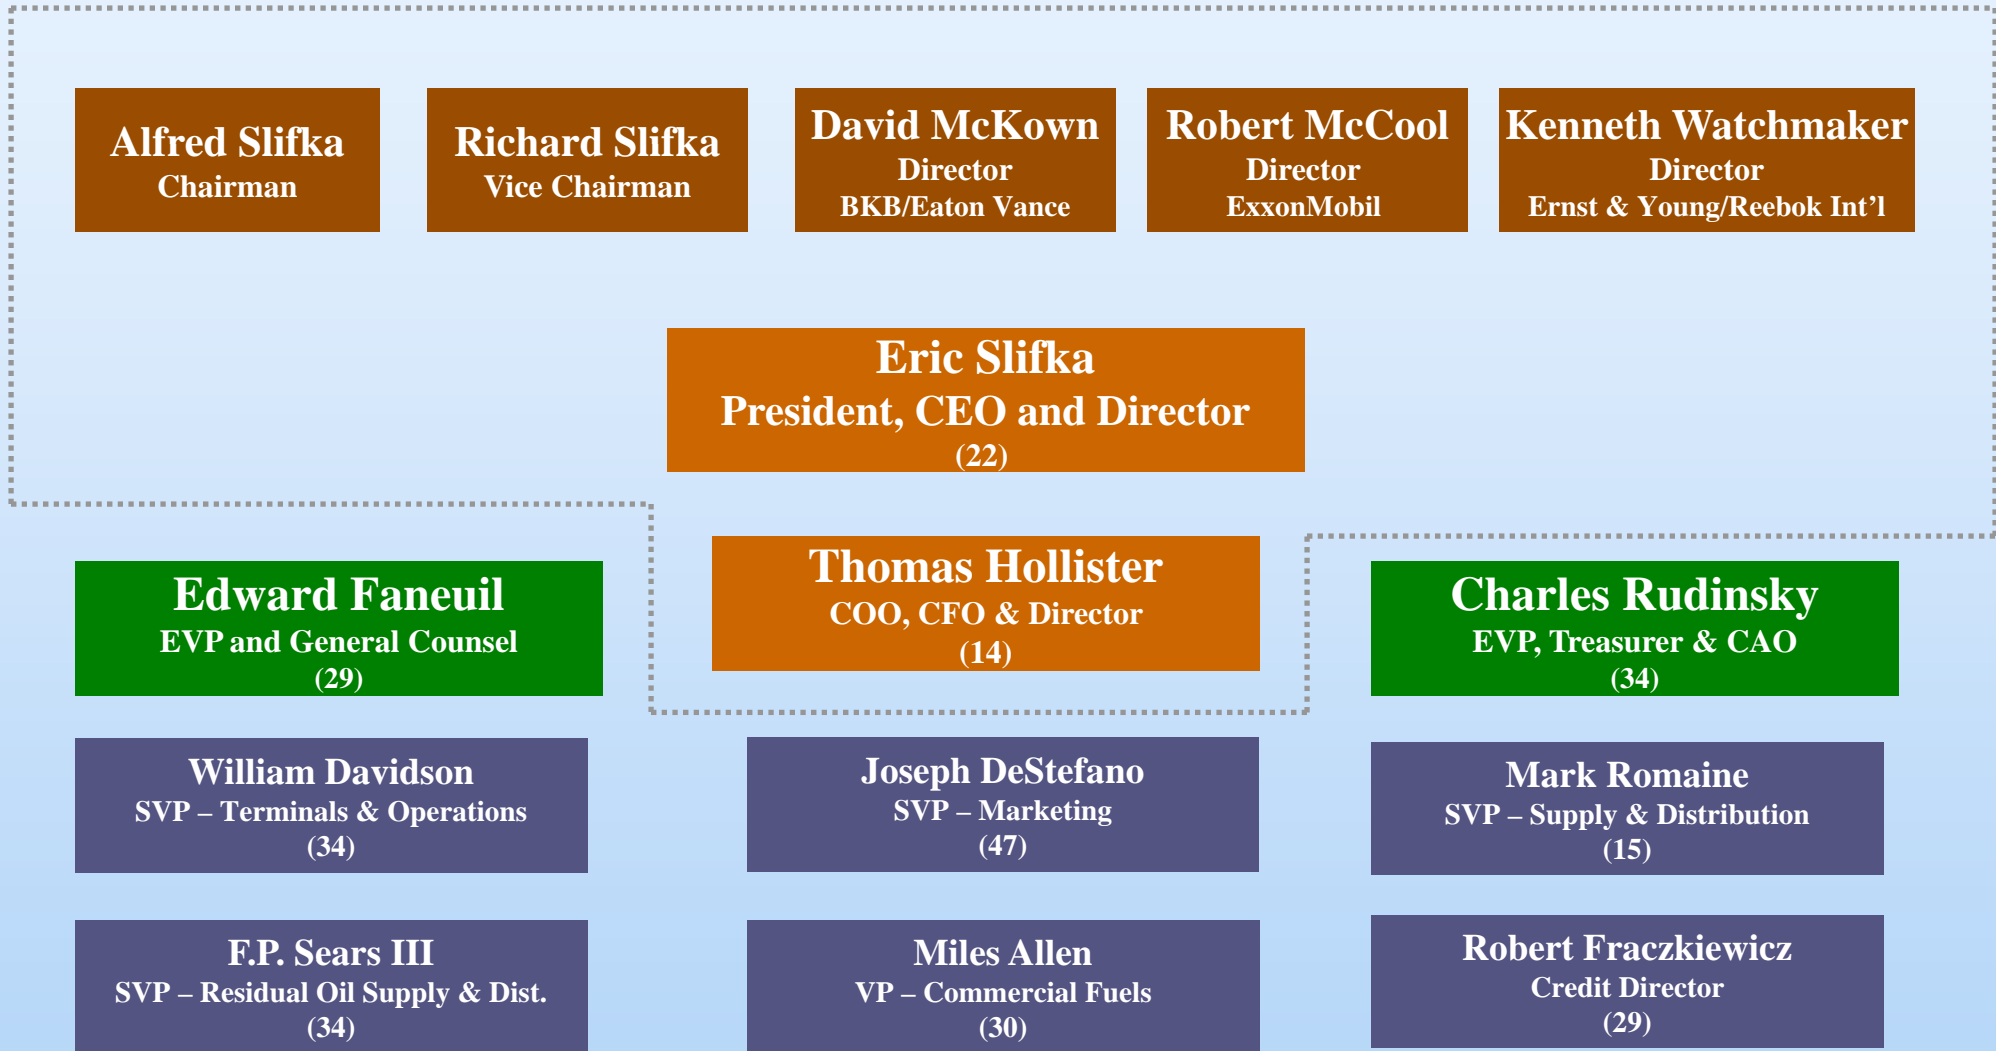 Alfred Slifka
Chairman
Richard Slifka
Vice Chairman
David McKown
Director
BKB/Eaton Vance
Robert McCool
Director
ExxonMobil
Kenneth Watchmaker
Director
Ernst & Young/Reebok Int’l
Eric Slifka
President, CEO and Director
(22)
Edward Faneuil
EVP and General Counsel
(29)
Thomas Hollister
COO, CFO & Director
(14)
Charles Rudinsky
EVP, Treasurer & CAO
(34)
William Davidson
SVP – Terminals & Operations
(34)
Joseph DeStefano
SVP – Marketing
(47)
Mark Romaine
SVP – Supply & Distribution
(15)
F.P. Sears III
SVP – Residual Oil Supply & Dist.
(34)
Miles Allen
VP – Commercial Fuels
(30)
Robert Fraczkiewicz
Credit Director
(29)